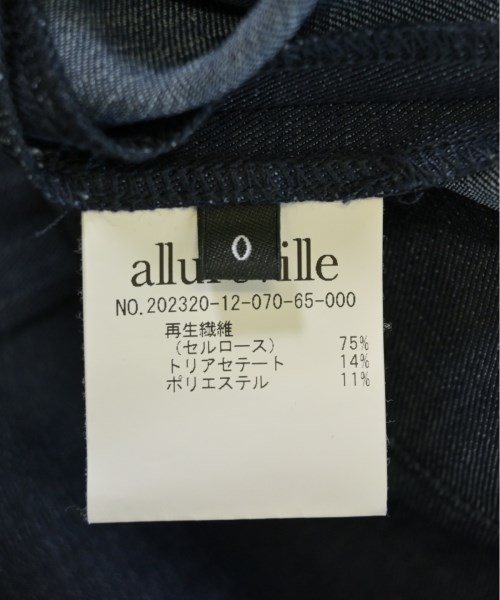 0
allureville
NO.202320-12-070-65-000
再生繊維
(セルロース) 75%
トリアセテート 14%
ポリエステル 11%